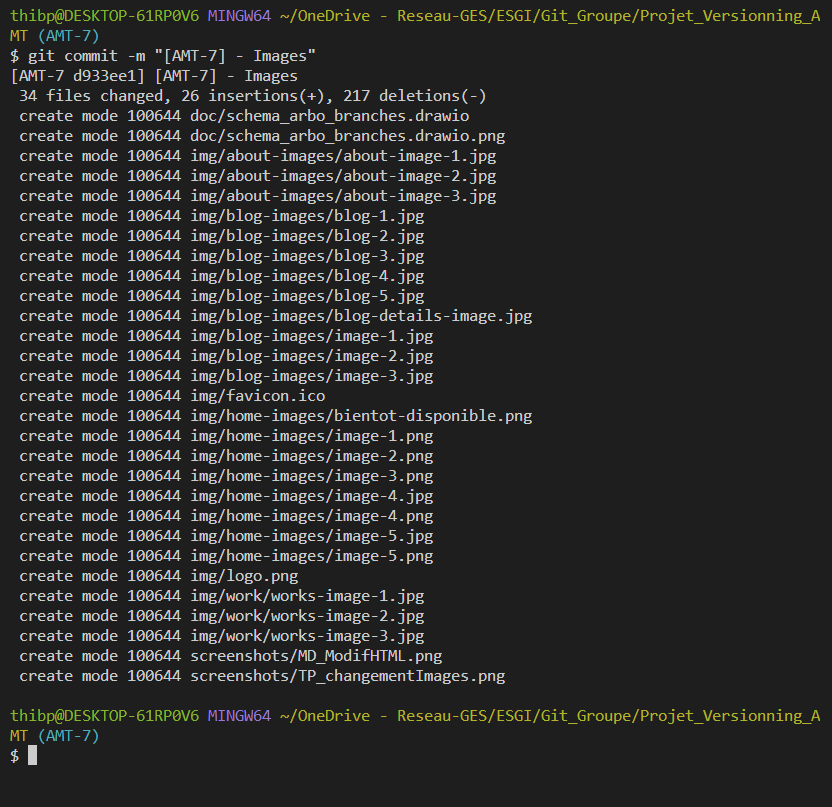 thibp@DESKTOP-61RP0V6 MINGW64 ~/OneDrive - Reseau-GES/ESGI/Git_Groupe/Projet_Versionning_A
MT (AMT-7)
$ git commit -m "[AMT-7] - Images"
[AMT-7 d933ee1] [AMT-7] - Images
 34 files changed, 26 insertions(+), 217 deletions(-)
 create mode 100644 doc/schema_arbo_branches.drawio
 create mode 100644 doc/schema_arbo_branches.drawio.png
 create mode 100644 img/about-images/about-image-1.jpg
 create mode 100644 img/about-images/about-image-2.jpg
 create mode 100644 img/about-images/about-image-3.jpg
 create mode 100644 img/blog-images/blog-1.jpg
 create mode 100644 img/blog-images/blog-2.jpg
 create mode 100644 img/blog-images/blog-3.jpg
 create mode 100644 img/blog-images/blog-4.jpg
 create mode 100644 img/blog-images/blog-5.jpg
 create mode 100644 img/blog-images/blog-details-image.jpg
 create mode 100644 img/blog-images/image-1.jpg
 create mode 100644 img/blog-images/image-2.jpg
 create mode 100644 img/blog-images/image-3.jpg
 create mode 100644 img/favicon.ico
 create mode 100644 img/home-images/bientot-disponible.png
 create mode 100644 img/home-images/image-1.png
 create mode 100644 img/home-images/image-2.png
 create mode 100644 img/home-images/image-3.png
 create mode 100644 img/home-images/image-4.jpg
 create mode 100644 img/home-images/image-4.png
 create mode 100644 img/home-images/image-5.jpg
 create mode 100644 img/home-images/image-5.png
 create mode 100644 img/logo.png
 create mode 100644 img/work/works-image-1.jpg
 create mode 100644 img/work/works-image-2.jpg
 create mode 100644 img/work/works-image-3.jpg
 create mode 100644 screenshots/MD_ModifHTML.png
 create mode 100644 screenshots/TP_changementImages.png
thibp@DESKTOP-61RP0V6 MINGW64 ~/OneDrive - Reseau-GES/ESGI/Git_Groupe/Projet_Versionning_A
MT (AMT-7)
$